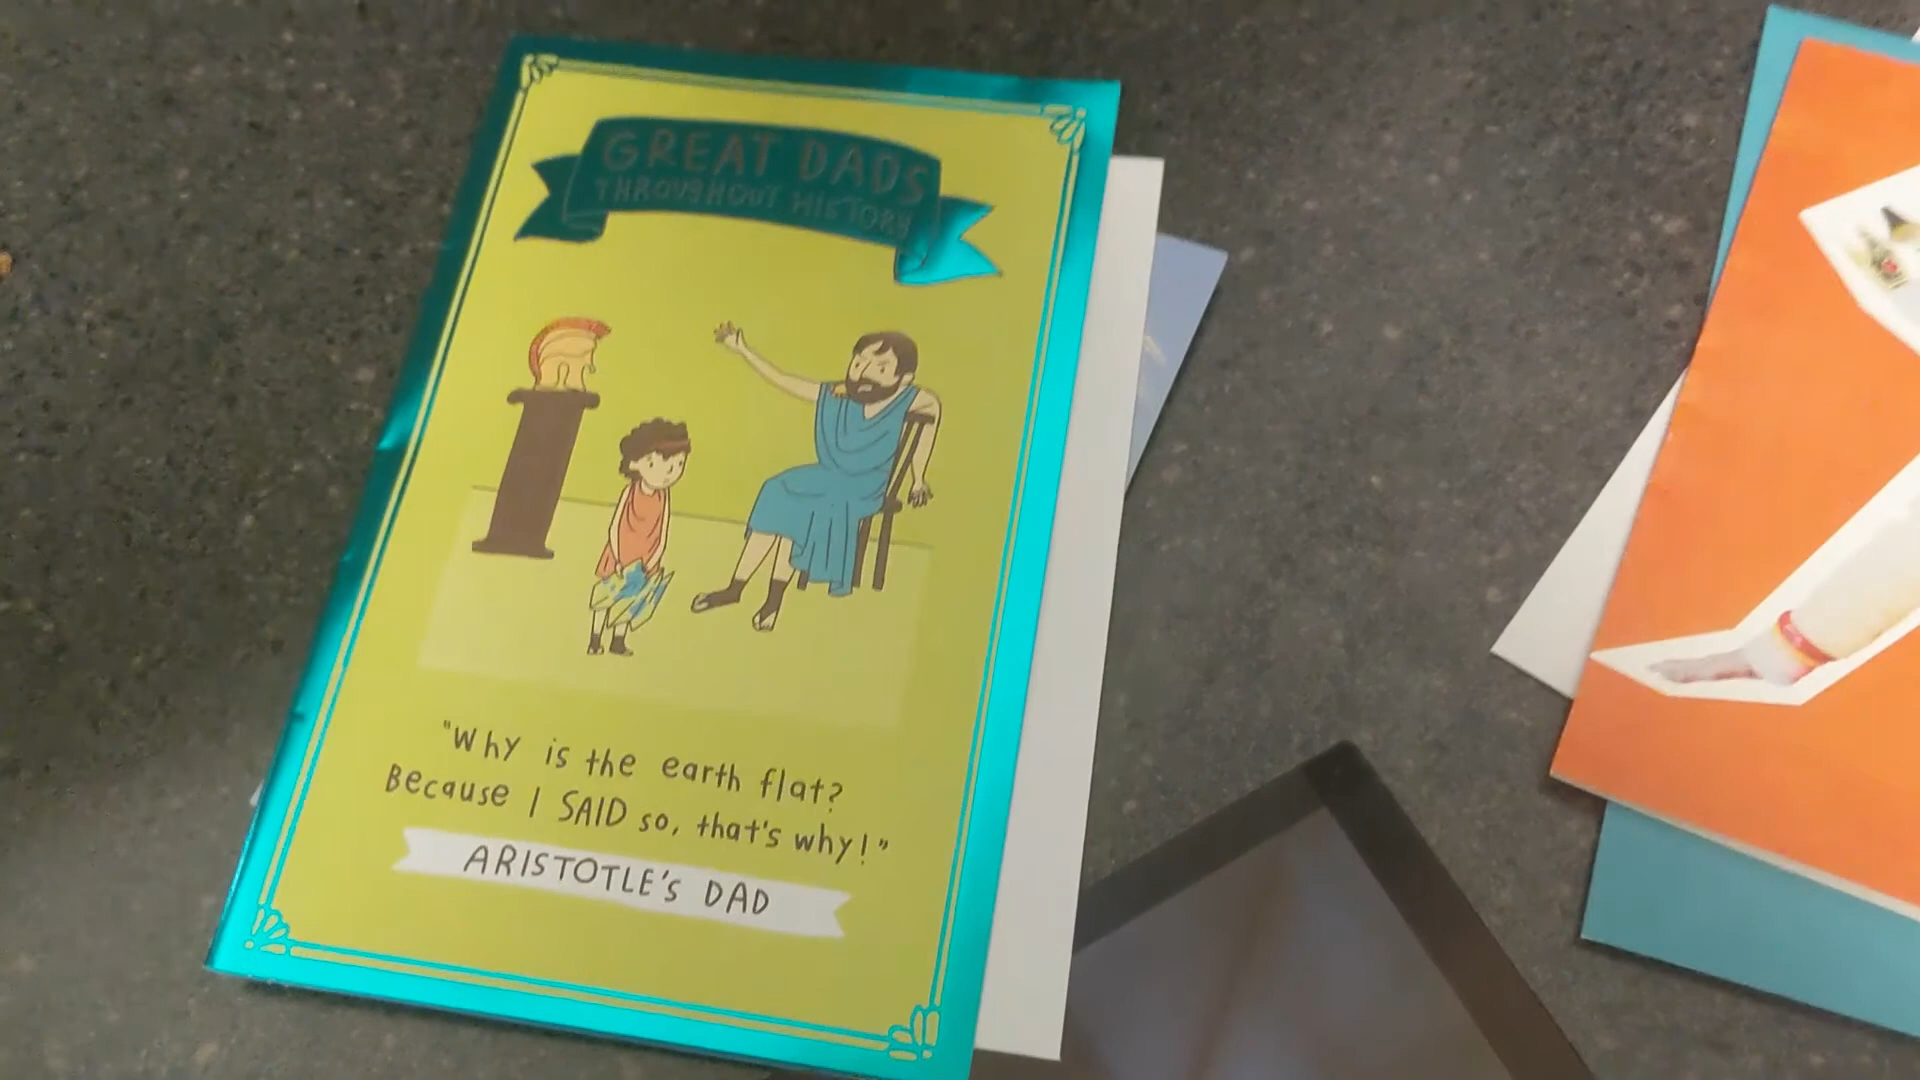 GREAT DADS
THROUGHOUT HISTORY
"Why is the earth flat?
Because I SAID so, that's why!"
ARISTOTLE'S DAD